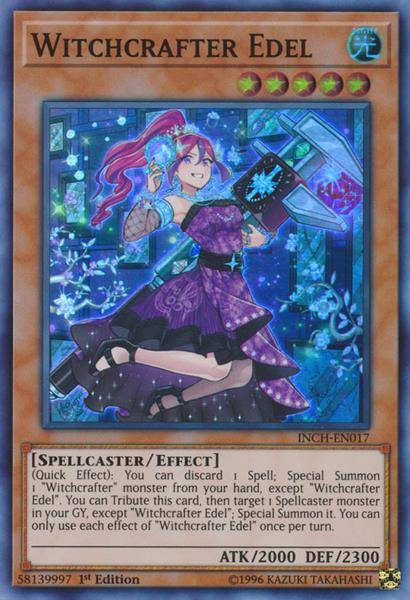 WITCHCRAFTER EDEL
光
INCH-EN017
[SPELLCASTER/EFFECT]
(Quick Effect): You can discard 1 Spell; Special Summon
1 "Witchcrafter" monster from your hand, except "Witchcrafter
Edel". You can Tribute this card, then target 1 Spellcaster monster
in your GY, except "Witchcrafter Edel"; Special Summon it. You can
only use each effect of "Witchcrafter Edel" once per turn.
ATK/2000 DEF/2300
58139997 1st Edition ©1996 KAZUKI TAKAHASHI